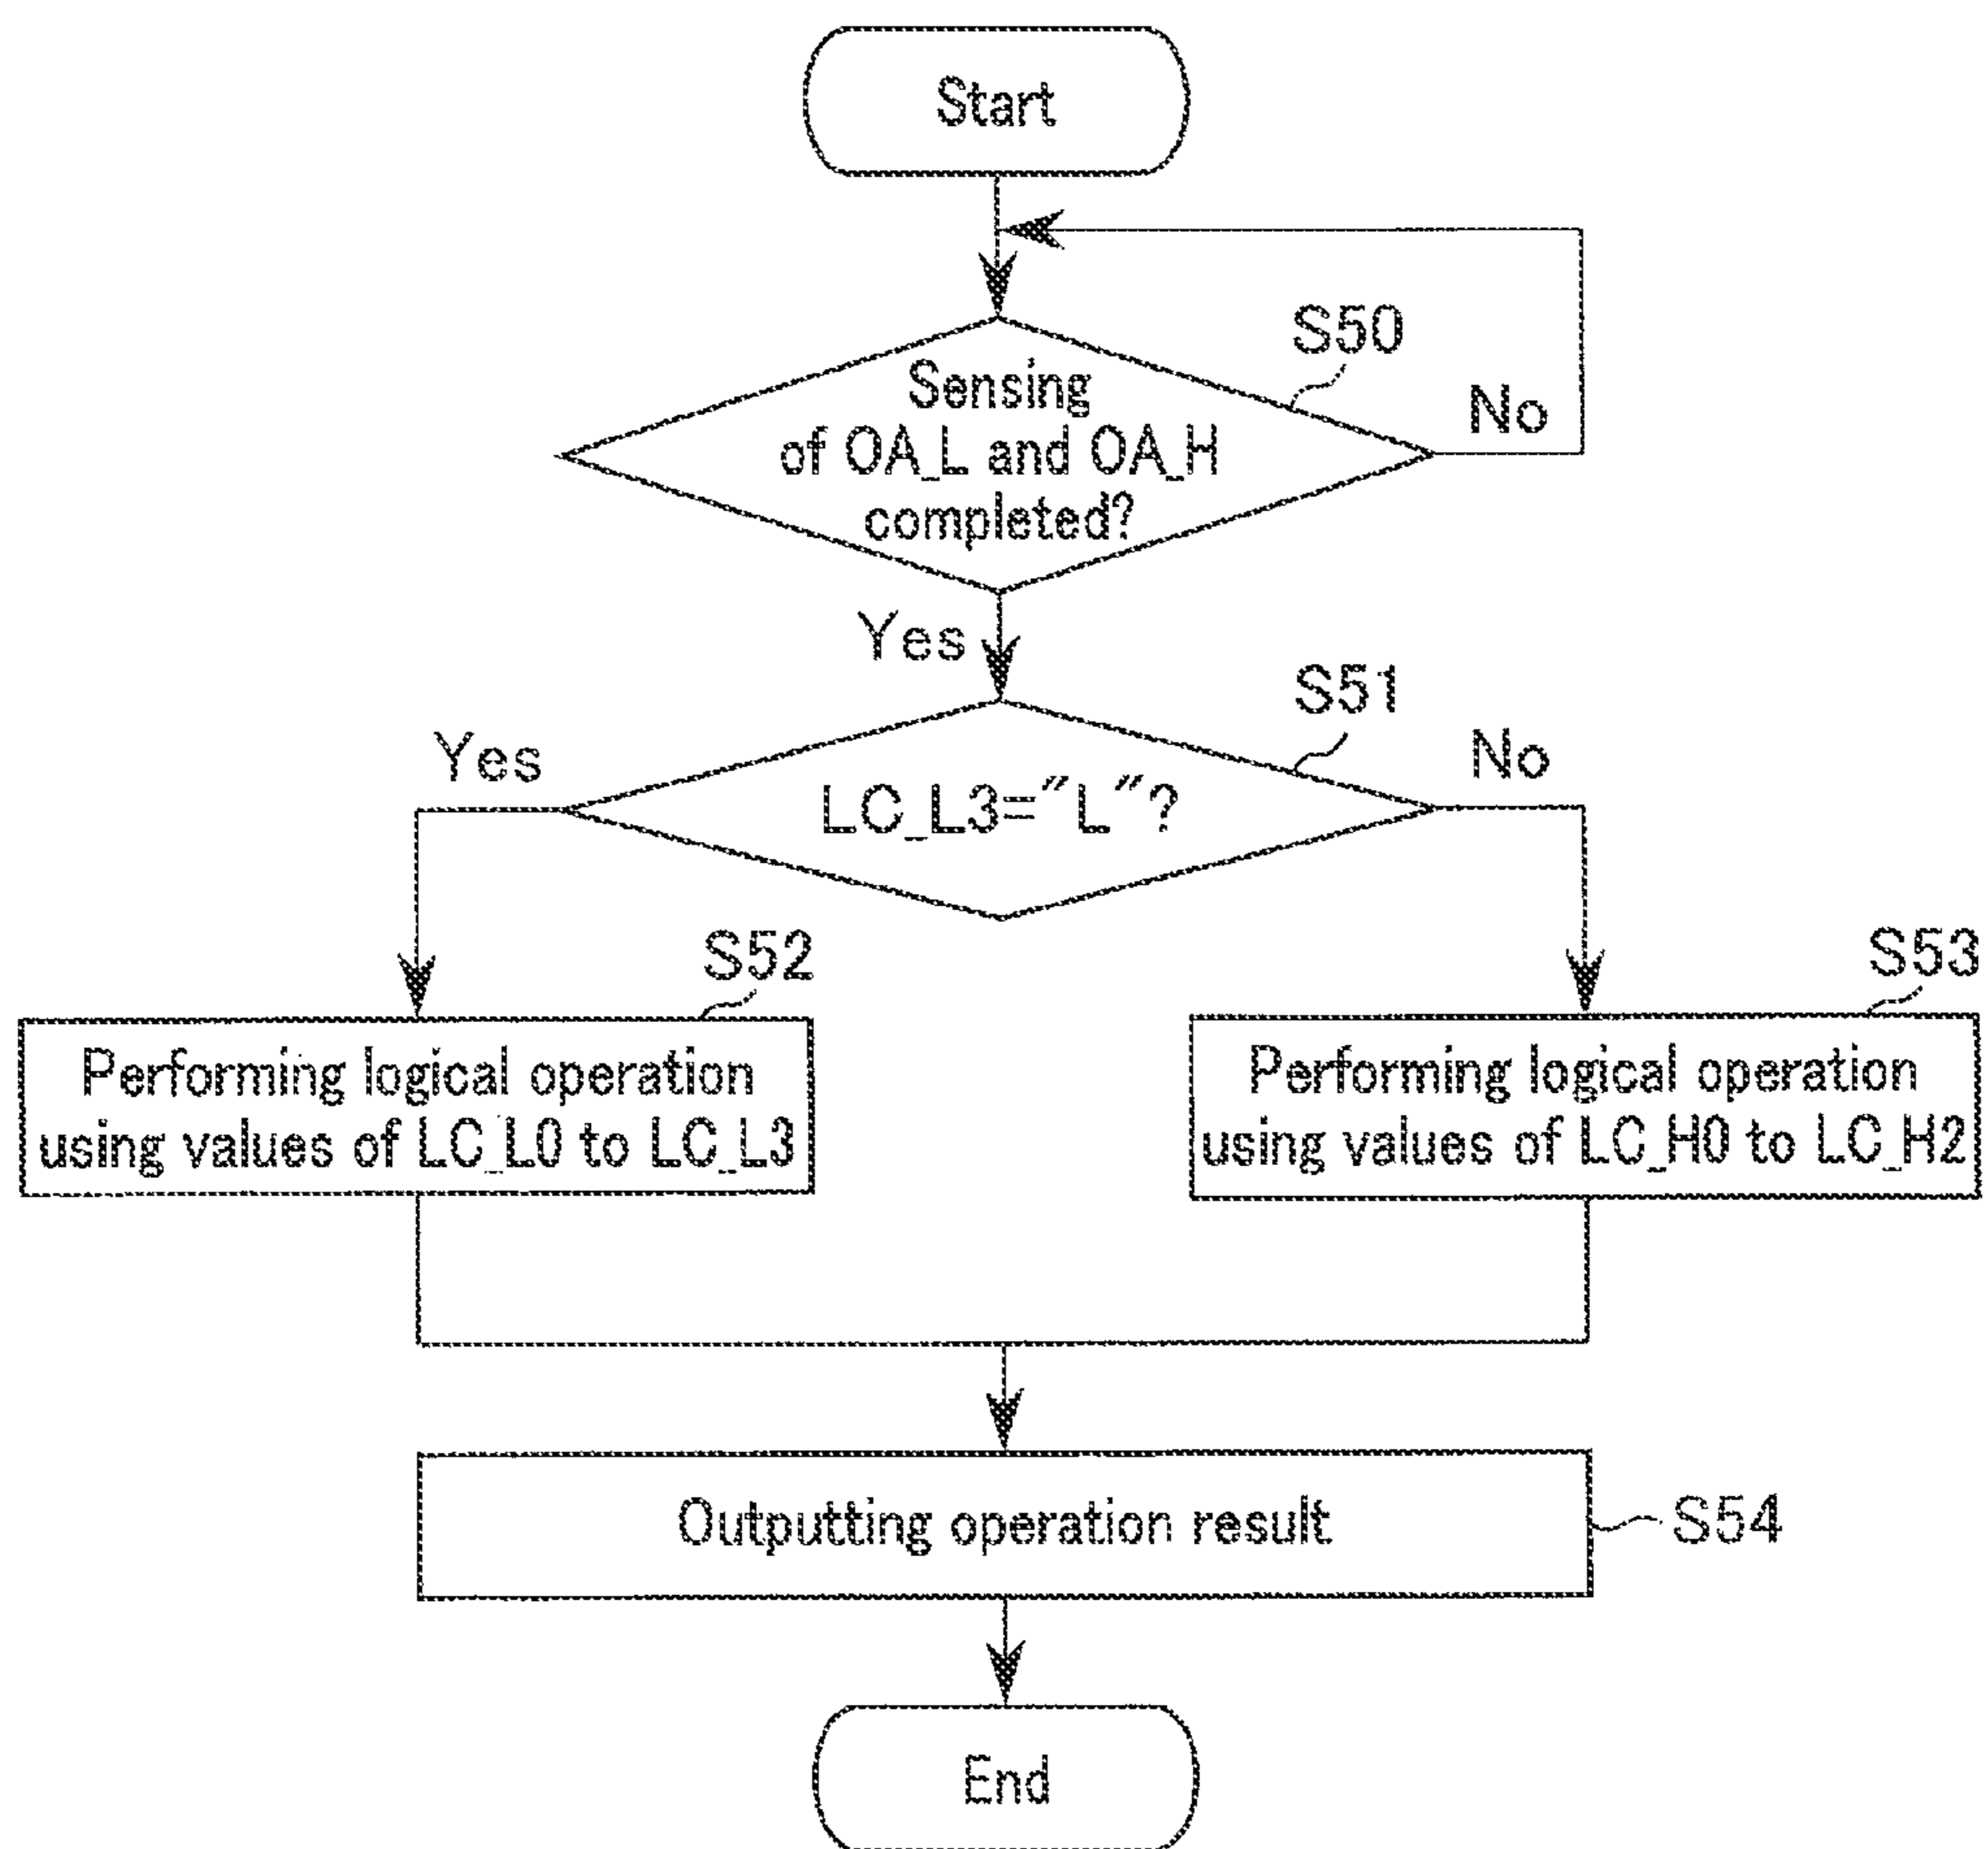 Start
S50
Sensing
of OA_L and OA_H
completed?
No
Yes
S51
Yes
LC_L3="L"?
No
S52
S53
Performing logical operation
using values of LC_L0 to LC_L3
Performing logical operation
using values of LC_H0 to LC_H2
Outputting operation result
S54
End